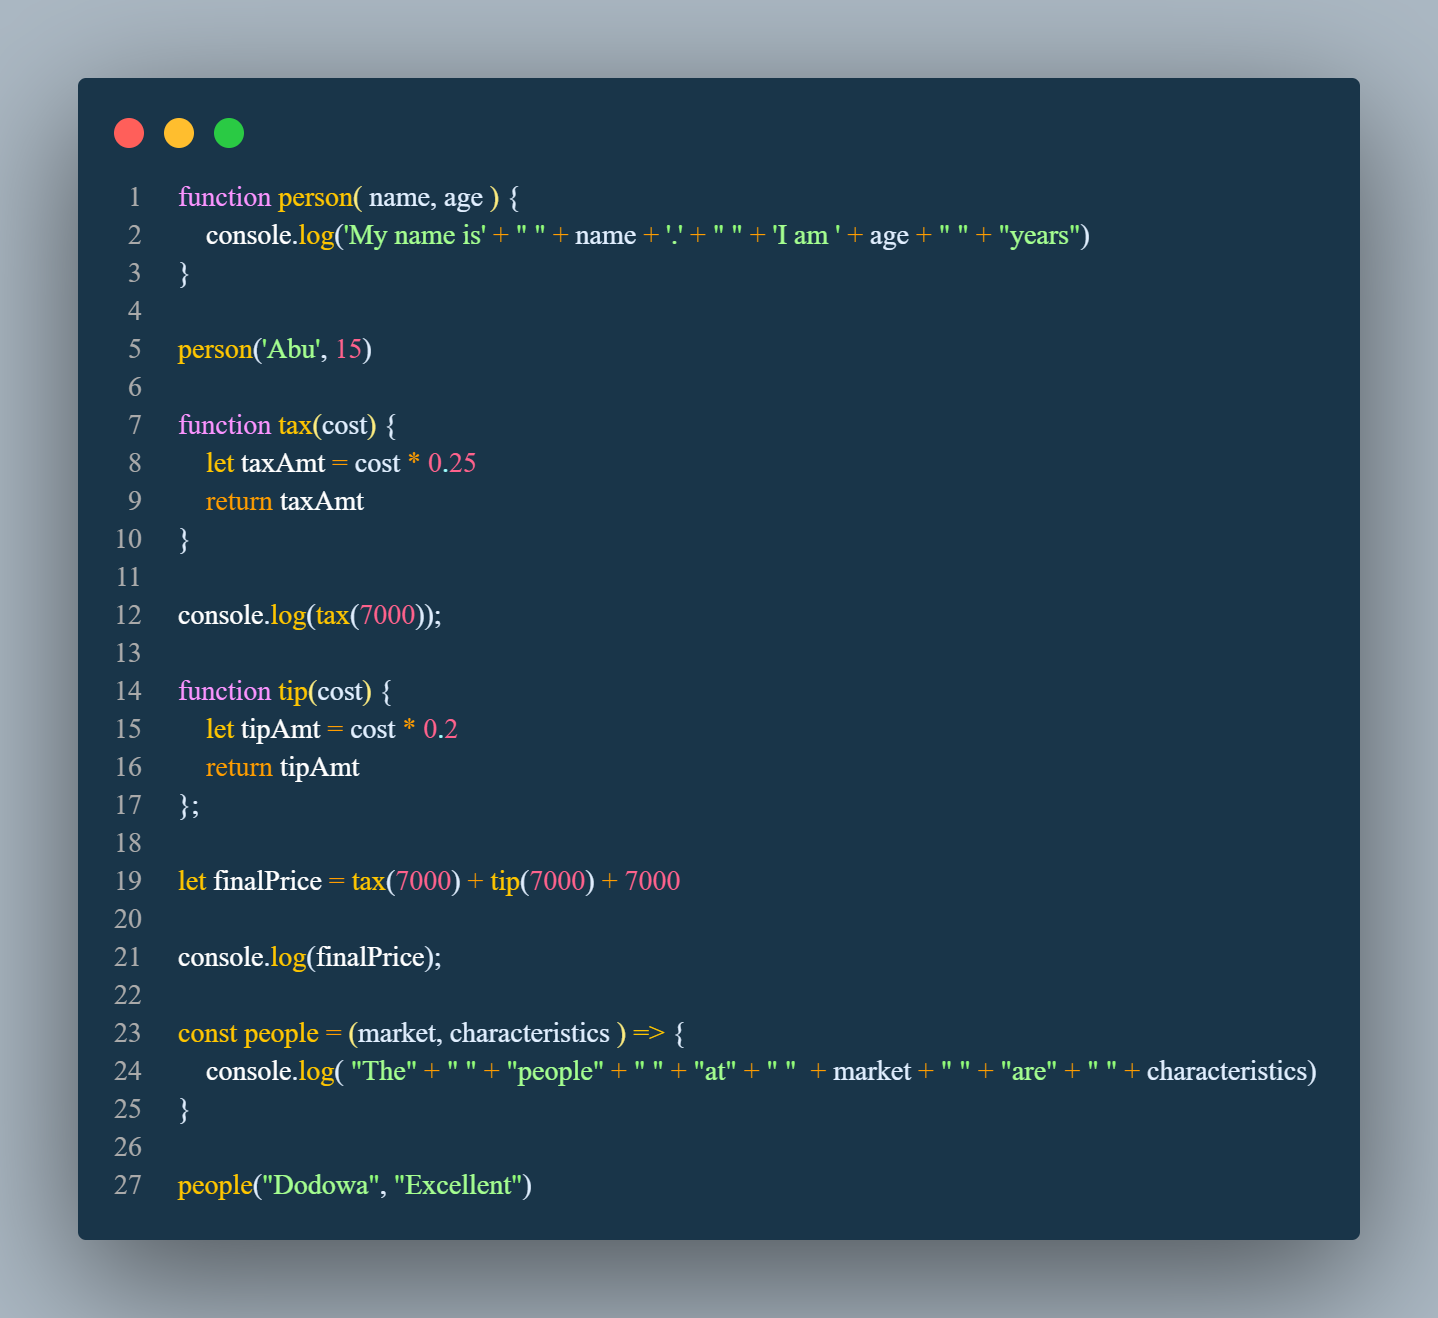 1 function person( name, age ) {
2 console.log('My name is' + " " + name + '.' + " " + 'I am ' + age + " " + "years")
3 }
4
5 person('Abu', 15)
6
7 function tax(cost) {
8 let taxAmt = cost * 0.25
9 return taxAmt
10 }
11
12 console.log(tax(7000));
13
14 function tip(cost) {
15 let tipAmt = cost * 0.2
16 return tipAmt
17 };
18
19 let finalPrice = tax(7000) + tip(7000) + 7000
20
21 console.log(finalPrice);
22
23 const people = (market, characteristics ) => {
24 console.log( "The" + " " + "people" + " " + "at" + " "  + market + " " + "are" + " " + characteristics)
25 }
26
27 people("Dodowa", "Excellent")